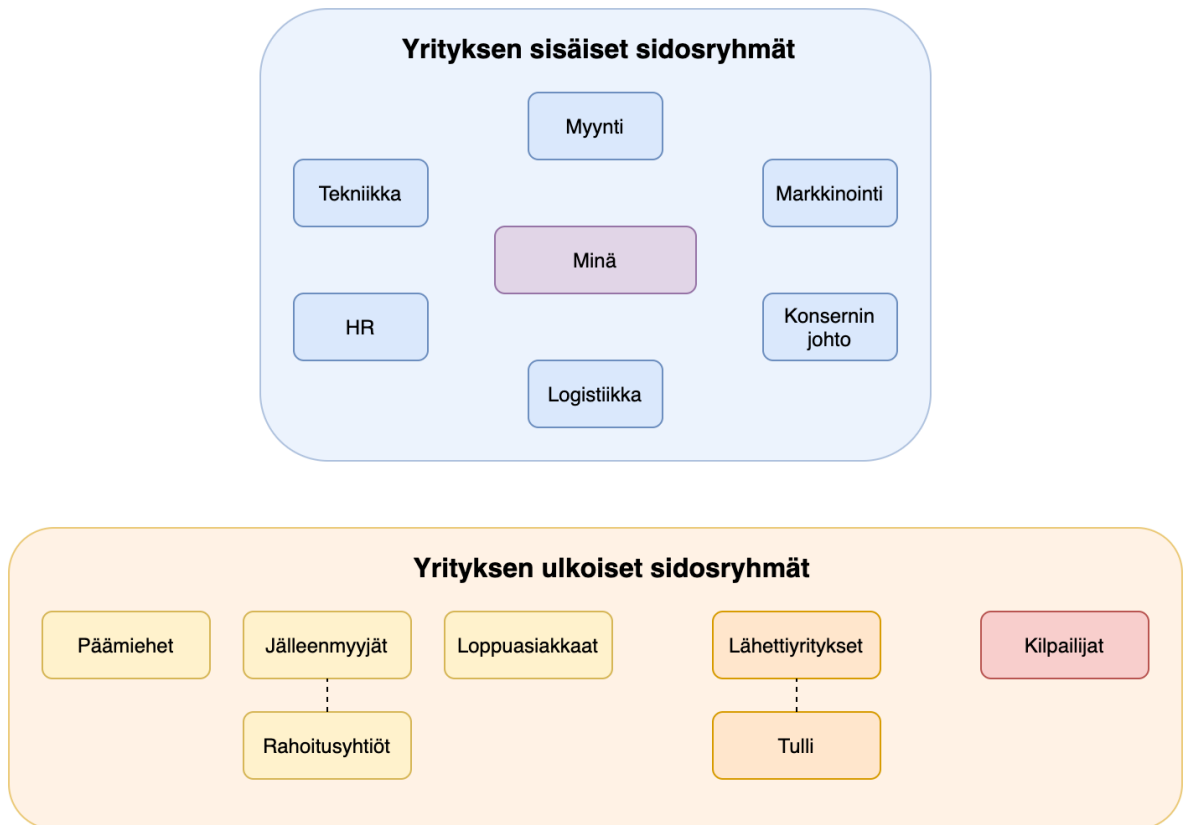 Yrityksen sisäiset sidosryhmät
Myynti
Tekniikka
Markkinointi
Minä
HR
Konsernin
johto
Logistiikka
Yrityksen ulkoiset sidosryhmät
Päämiehet
Jälleenmyyjät
Loppuasiakkaat
Lähettiyritykset
Kilpailijat
Rahoitusyhtiöt
Tulli